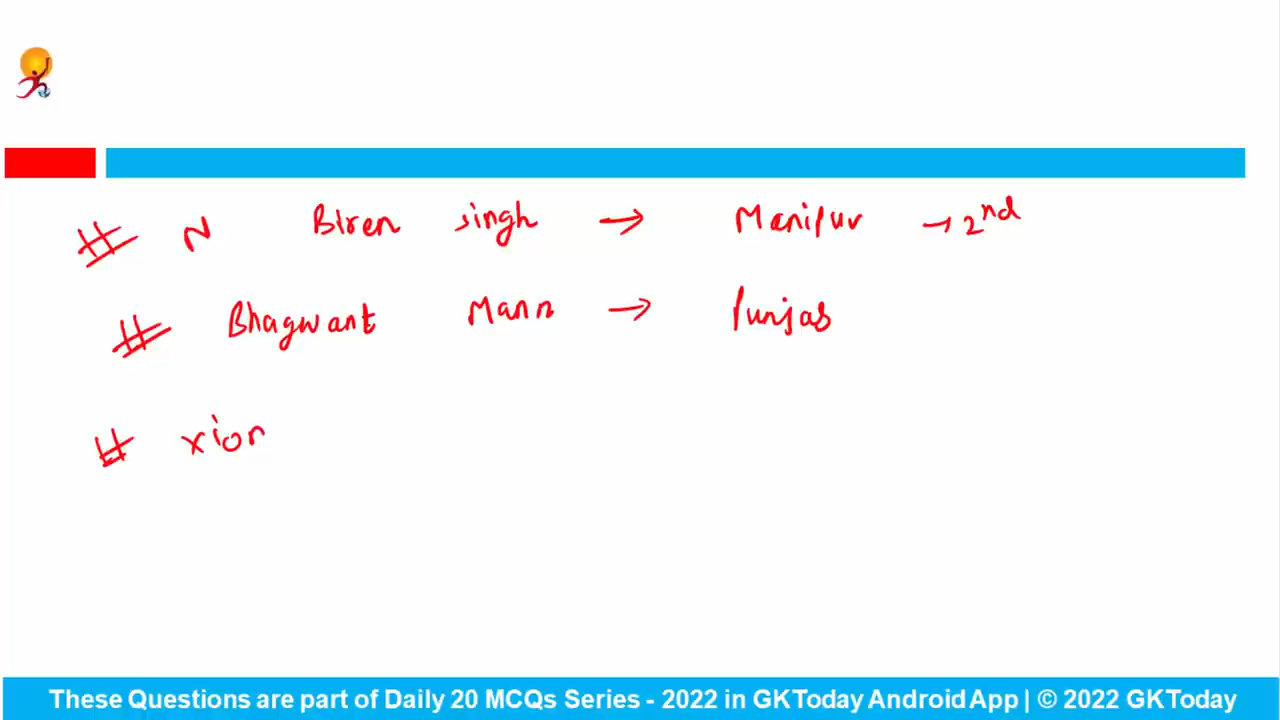 # N Biren singh → Manipur → 2nd
# Bhagwant Mann → Punjab
# xior
These Questions are part of Daily 20 MCQs Series - 2022 in GKToday Android App | © 2022 GKToday